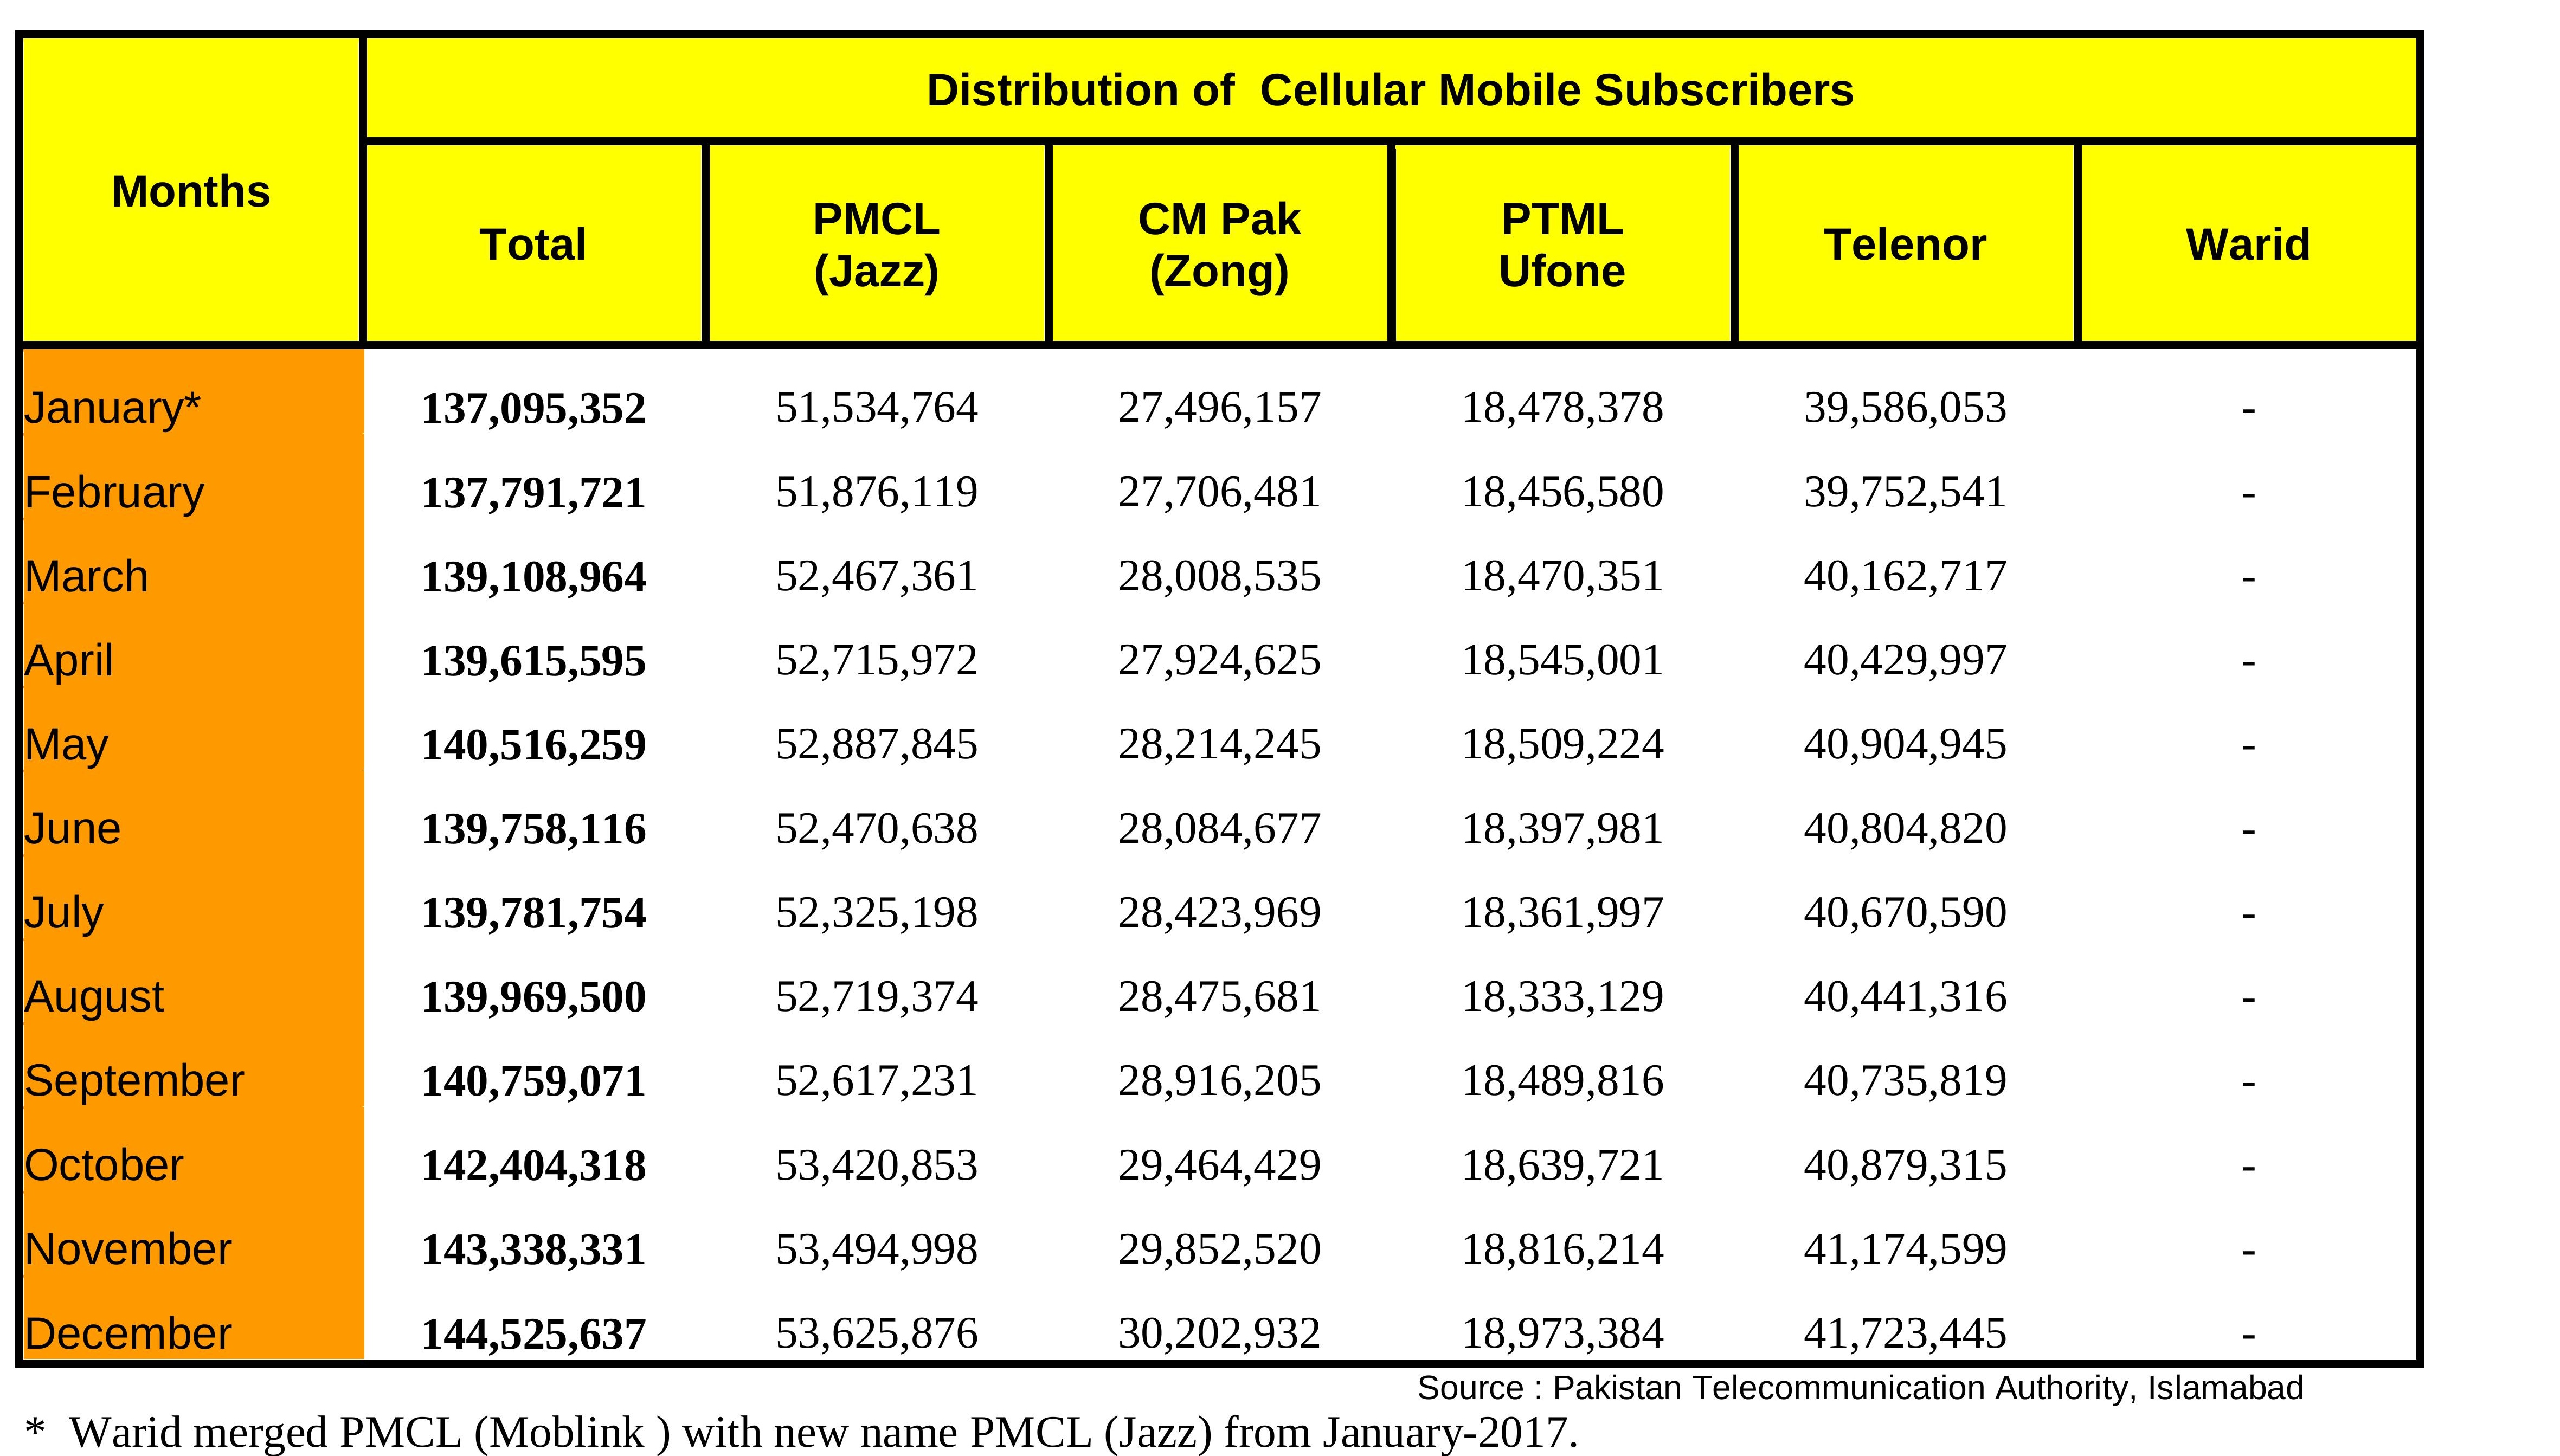 Distribution of  Cellular Mobile Subscribers
Months
Total
PMCL
(Jazz)
CM Pak
(Zong)
PTML
Ufone
Telenor
Warid
January* 137,095,352 51,534,764 27,496,157 18,478,378 39,586,053 -
February 137,791,721 51,876,119 27,706,481 18,456,580 39,752,541 -
March 139,108,964 52,467,361 28,008,535 18,470,351 40,162,717 -
April 139,615,595 52,715,972 27,924,625 18,545,001 40,429,997 -
May 140,516,259 52,887,845 28,214,245 18,509,224 40,904,945 -
June 139,758,116 52,470,638 28,084,677 18,397,981 40,804,820 -
July 139,781,754 52,325,198 28,423,969 18,361,997 40,670,590 -
August 139,969,500 52,719,374 28,475,681 18,333,129 40,441,316 -
September 140,759,071 52,617,231 28,916,205 18,489,816 40,735,819 -
October 142,404,318 53,420,853 29,464,429 18,639,721 40,879,315 -
November 143,338,331 53,494,998 29,852,520 18,816,214 41,174,599 -
December 144,525,637 53,625,876 30,202,932 18,973,384 41,723,445 -
Source : Pakistan Telecommunication Authority, Islamabad
*  Warid merged PMCL (Moblink ) with new name PMCL (Jazz) from January-2017.